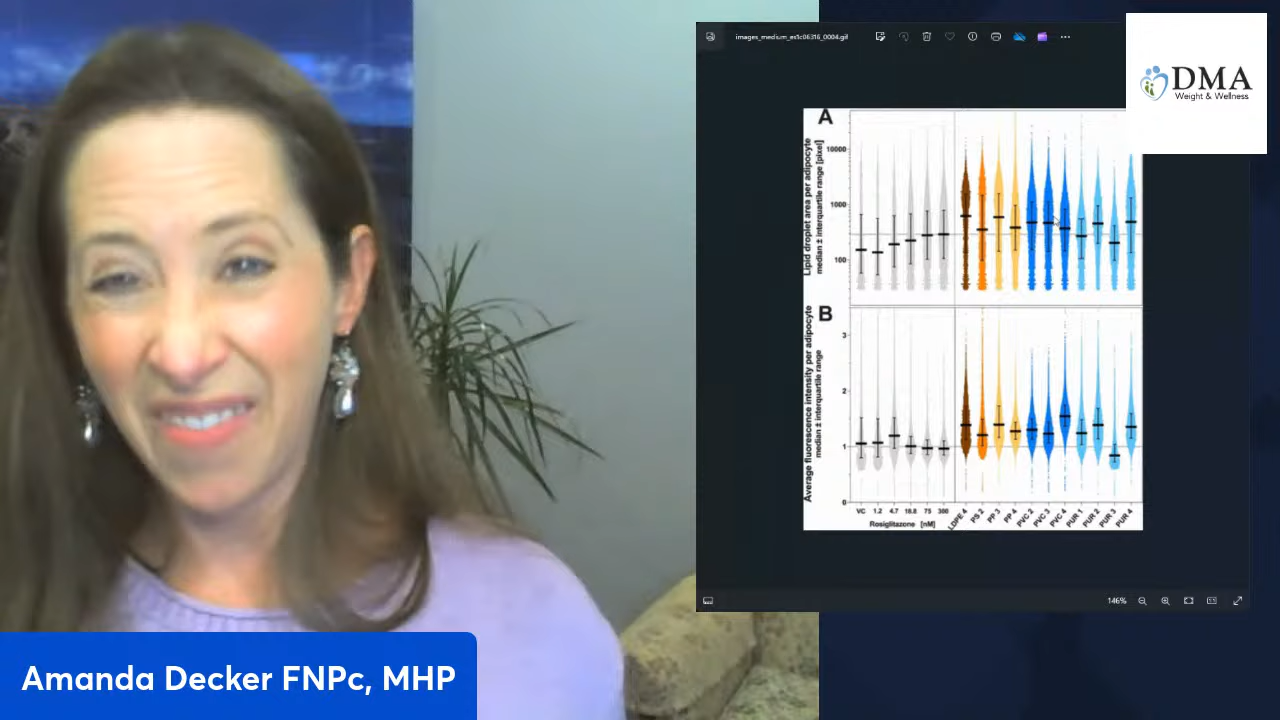 images_medium_es1c06316_0004.gif
DMA
Weight & Wellness
A
Lipid droplet area per adipocyte
median ± interquartile range [pixel]
10000
1000
100
B
Average fluorescence intensity per adipocyte
median ± interquartile range
3
2
1
0
VC 1.2 4.7 18.8 75 300 LDPE 4 PS 2 PP 3 PP 4 PVC 2 PVC 3 PVC 4 PUR 1 PUR 2 PUR 3 PUR 4
Rosiglitazone [nM]
146%
Amanda Decker FNPc, MHP